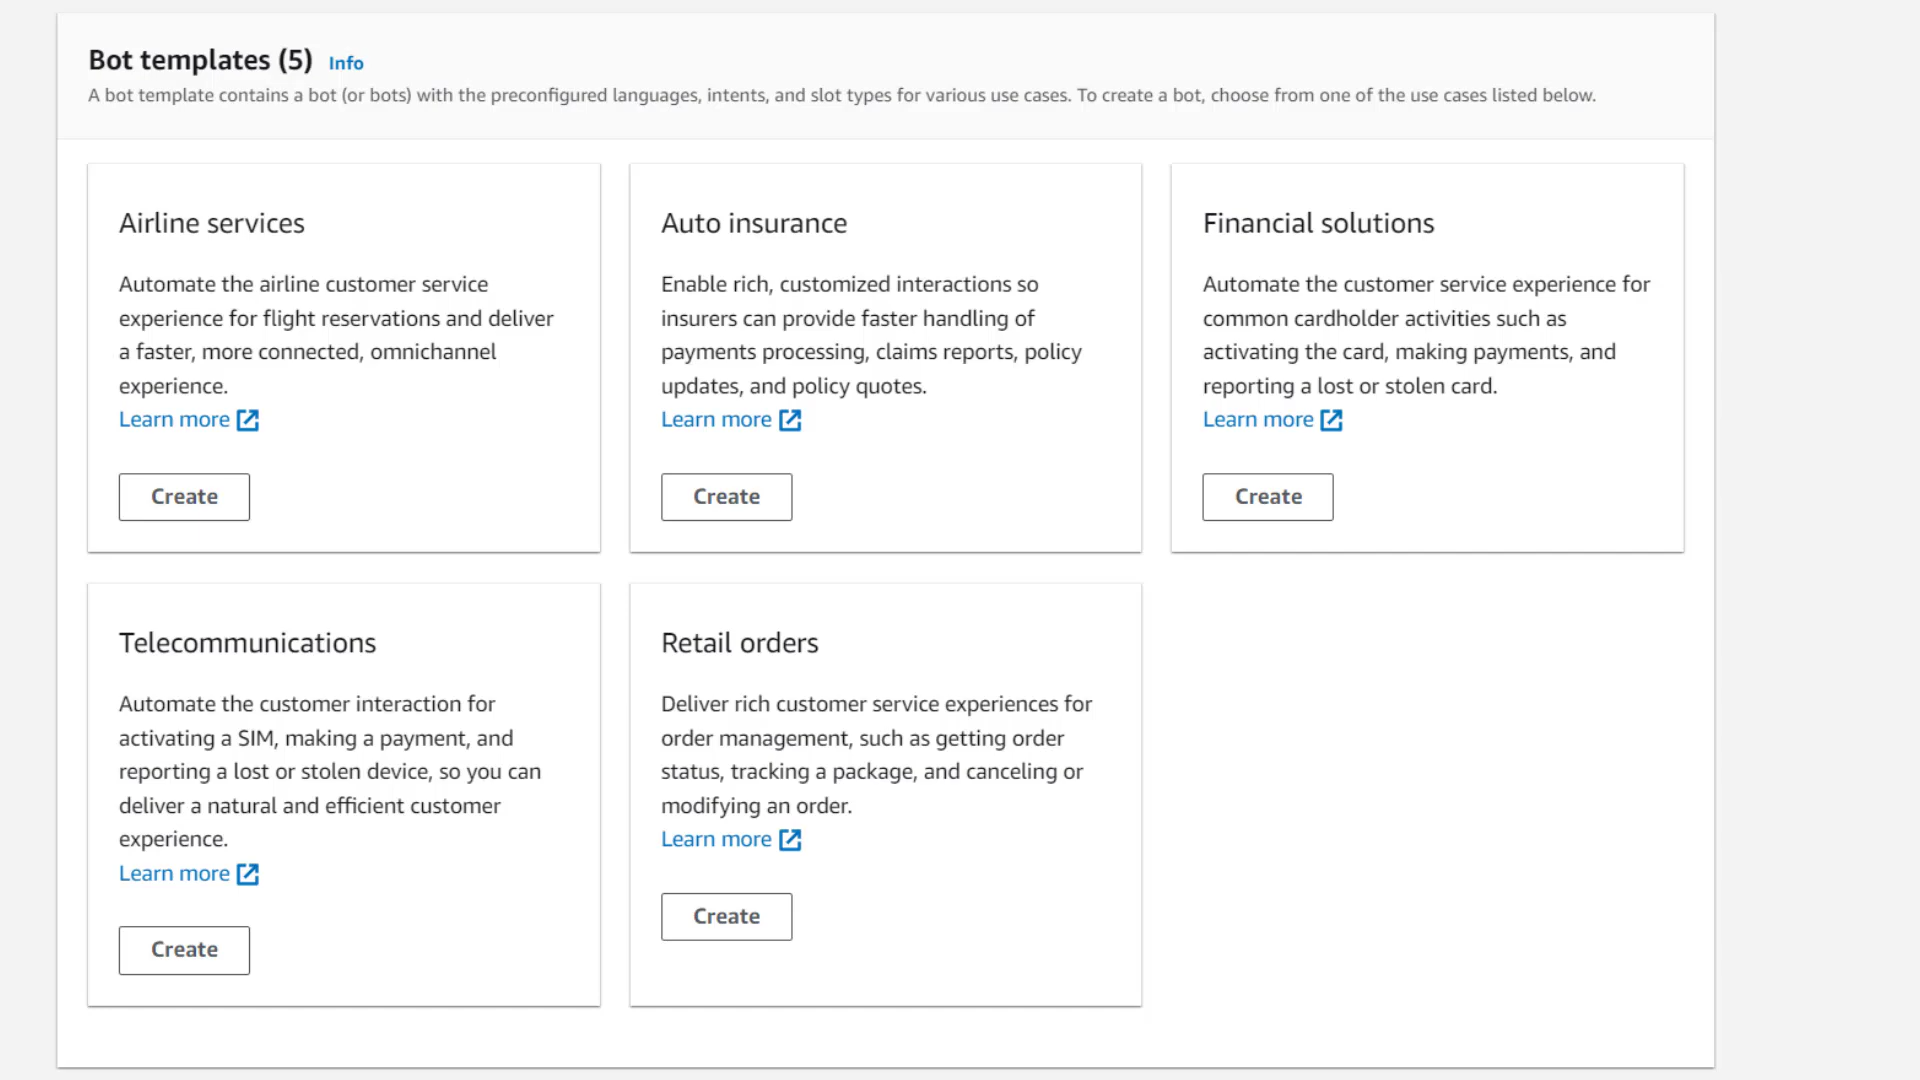 Bot templates (5) Info
A bot template contains a bot (or bots) with the preconfigured languages, intents, and slot types for various use cases. To create a bot, choose from one of the use cases listed below.
Airline services
Automate the airline customer service
experience for flight reservations and deliver
a faster, more connected, omnichannel
experience.
Learn more
Create
Auto insurance
Enable rich, customized interactions so
insurers can provide faster handling of
payments processing, claims reports, policy
updates, and policy quotes.
Learn more
Create
Financial solutions
Automate the customer service experience for
common cardholder activities such as
activating the card, making payments, and
reporting a lost or stolen card.
Learn more
Create
Telecommunications
Automate the customer interaction for
activating a SIM, making a payment, and
reporting a lost or stolen device, so you can
deliver a natural and efficient customer
experience.
Learn more
Create
Retail orders
Deliver rich customer service experiences for
order management, such as getting order
status, tracking a package, and canceling or
modifying an order.
Learn more
Create